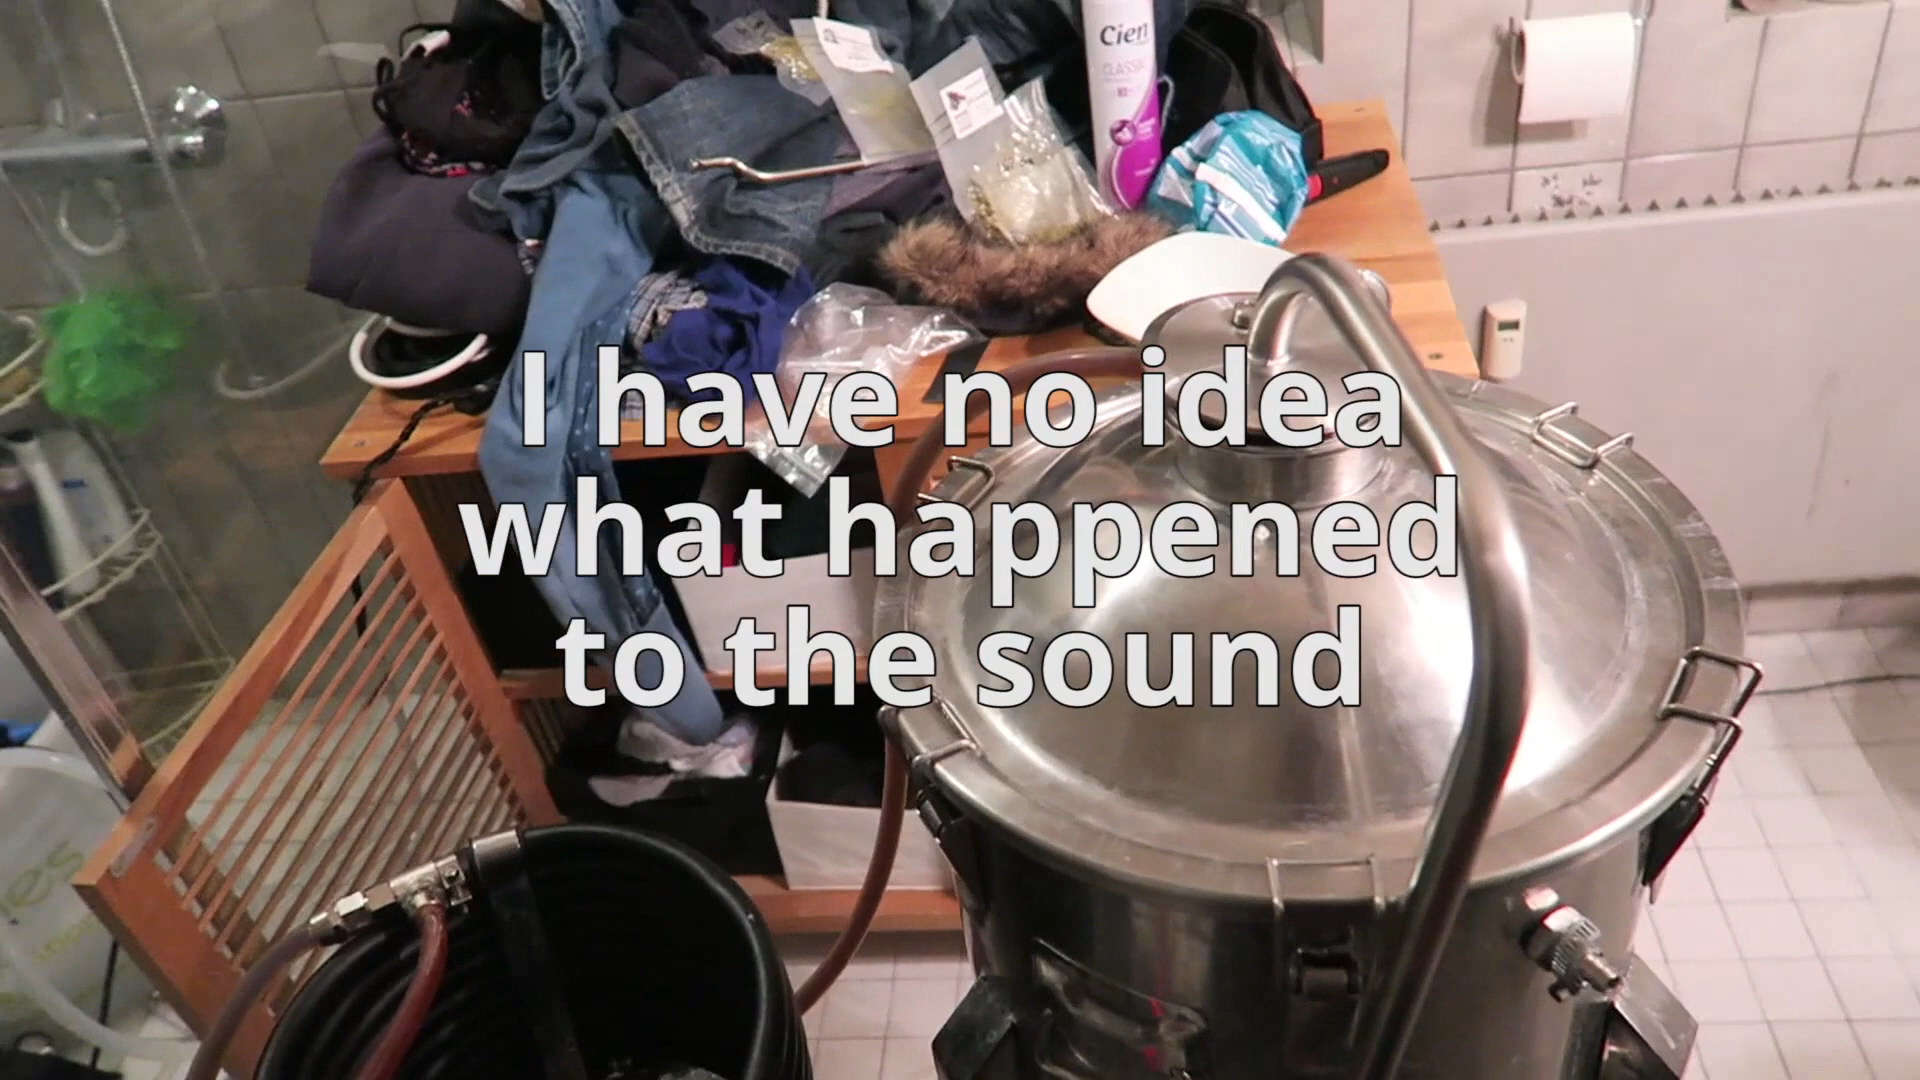 Cien
CLASSIC
I have no idea
what happened
to the sound